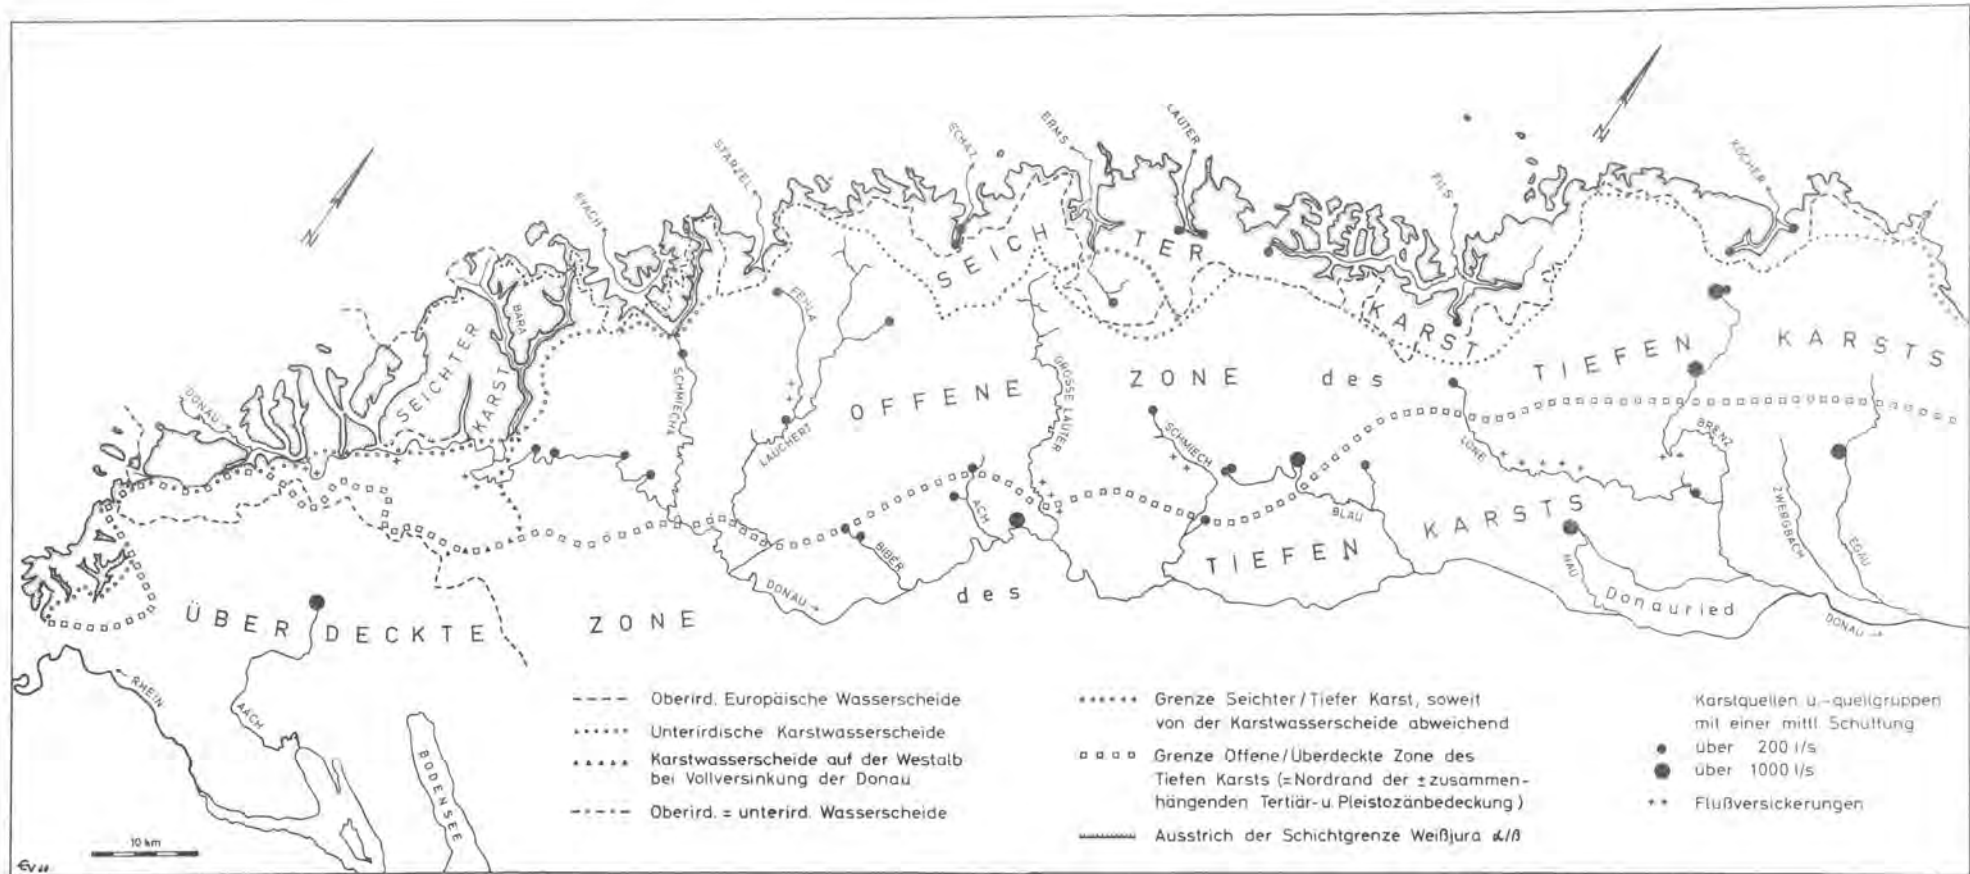 N
N
DONAU →
SEICHTER
KARST
BÄRA
EYACH
STARZEL
ECHAZ
ERMS
LAUTER
FILS
KOCHER
SEICH
TER
KARST
FEHLA
SCHMIECHA
LAUCHERT
GROSSE LAUTER
SCHMIECH
LONE
BRENZ
ZWERGBACH
EGAU
OFFENE ZONE des TIEFEN KARSTS
ACH
BIBER
BLAU
NAU
DONAU →
Donauried
DONAU →
ÜBERDECKTE ZONE des TIEFEN KARSTS
← RHEIN
AACH
BODENSEE
Oberird. Europäische Wasserscheide
Unterirdische Karstwasserscheide
Karstwasserscheide auf der Westalb
bei Vollversinkung der Donau
Oberird. = unterird. Wasserscheide
Grenze Seichter/Tiefer Karst, soweit
von der Karstwasserscheide abweichend
Grenze Offene/Überdeckte Zone des
Tiefen Karsts (=Nordrand der ± zusammen-
hängenden Tertiär- u. Pleistozänbedeckung)
Ausstrich der Schichtgrenze Weißjura α/β
Karstquellen u.-quellgruppen
mit einer mittl. Schüttung
über 200 l/s
über 1000 l/s
Flußversickerungen
10 km